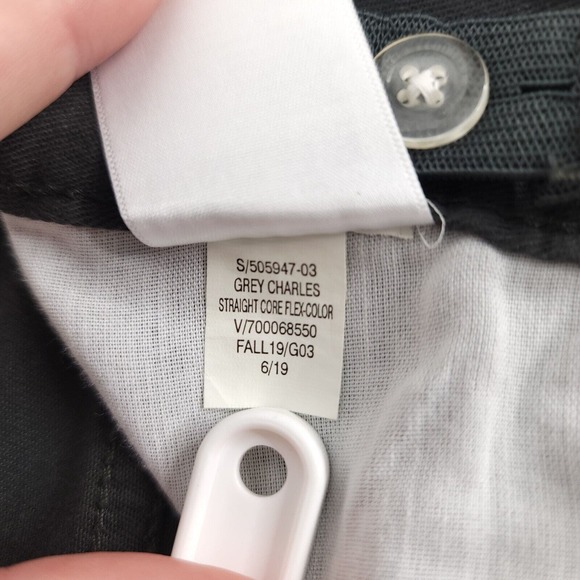 S/505947-03
GREY CHARLES
STRAIGHT CORE FLEX-COLOR
V/700068550
FALL19/G03
6/19